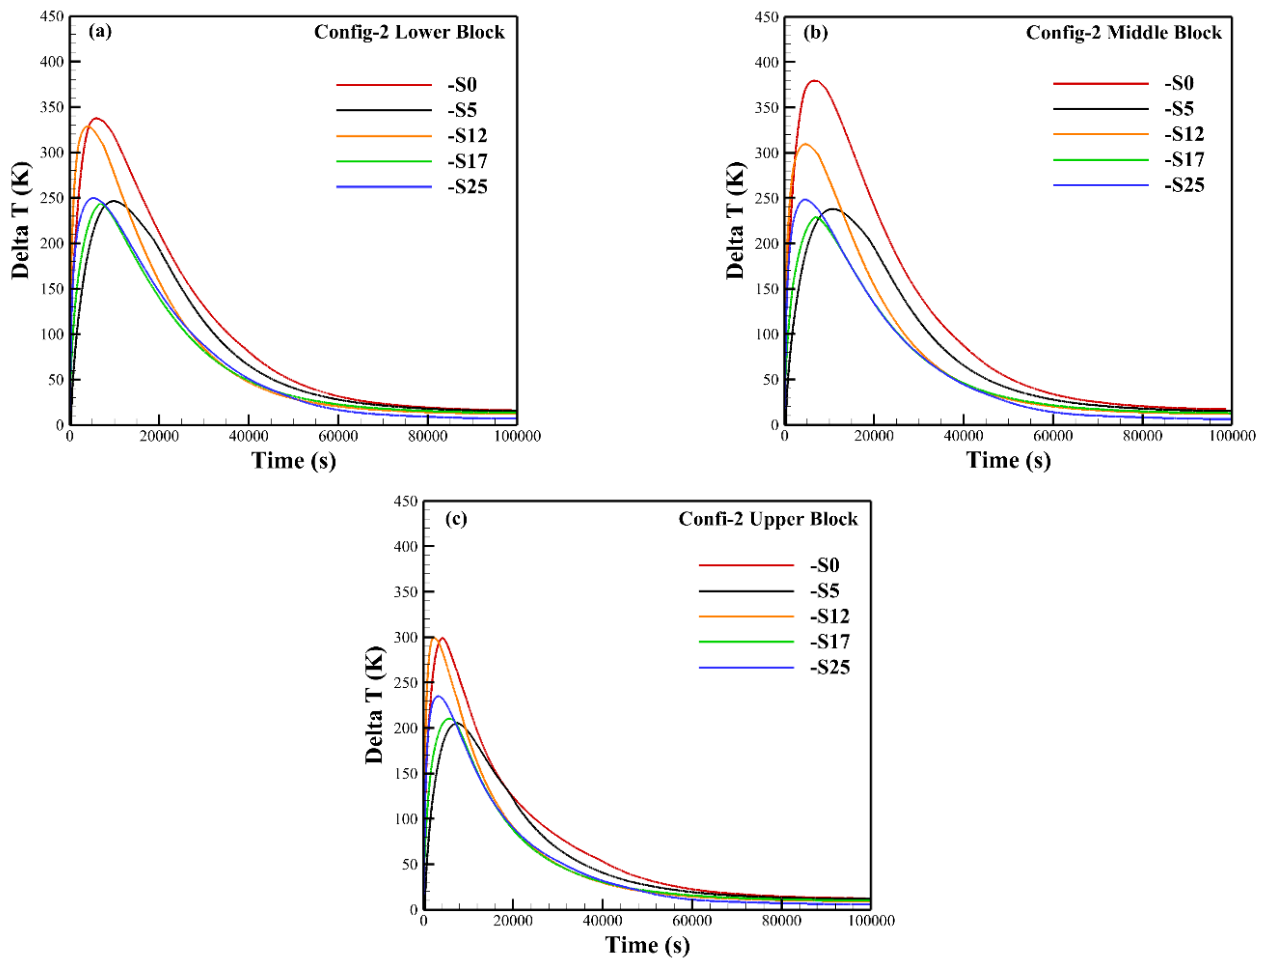 (a)
Config-2 Lower Block
450
400
350
300
250
200
150
100
50
0
Delta T (K)
-S0
-S5
-S12
-S17
-S25
0 20000 40000 60000 80000 100000
Time (s)
(b)
Config-2 Middle Block
450
400
350
300
250
200
150
100
50
0
Delta T (K)
-S0
-S5
-S12
-S17
-S25
0 20000 40000 60000 80000 100000
Time (s)
(c)
Confi-2 Upper Block
450
400
350
300
250
200
150
100
50
0
Delta T (K)
-S0
-S5
-S12
-S17
-S25
0 20000 40000 60000 80000 100000
Time (s)